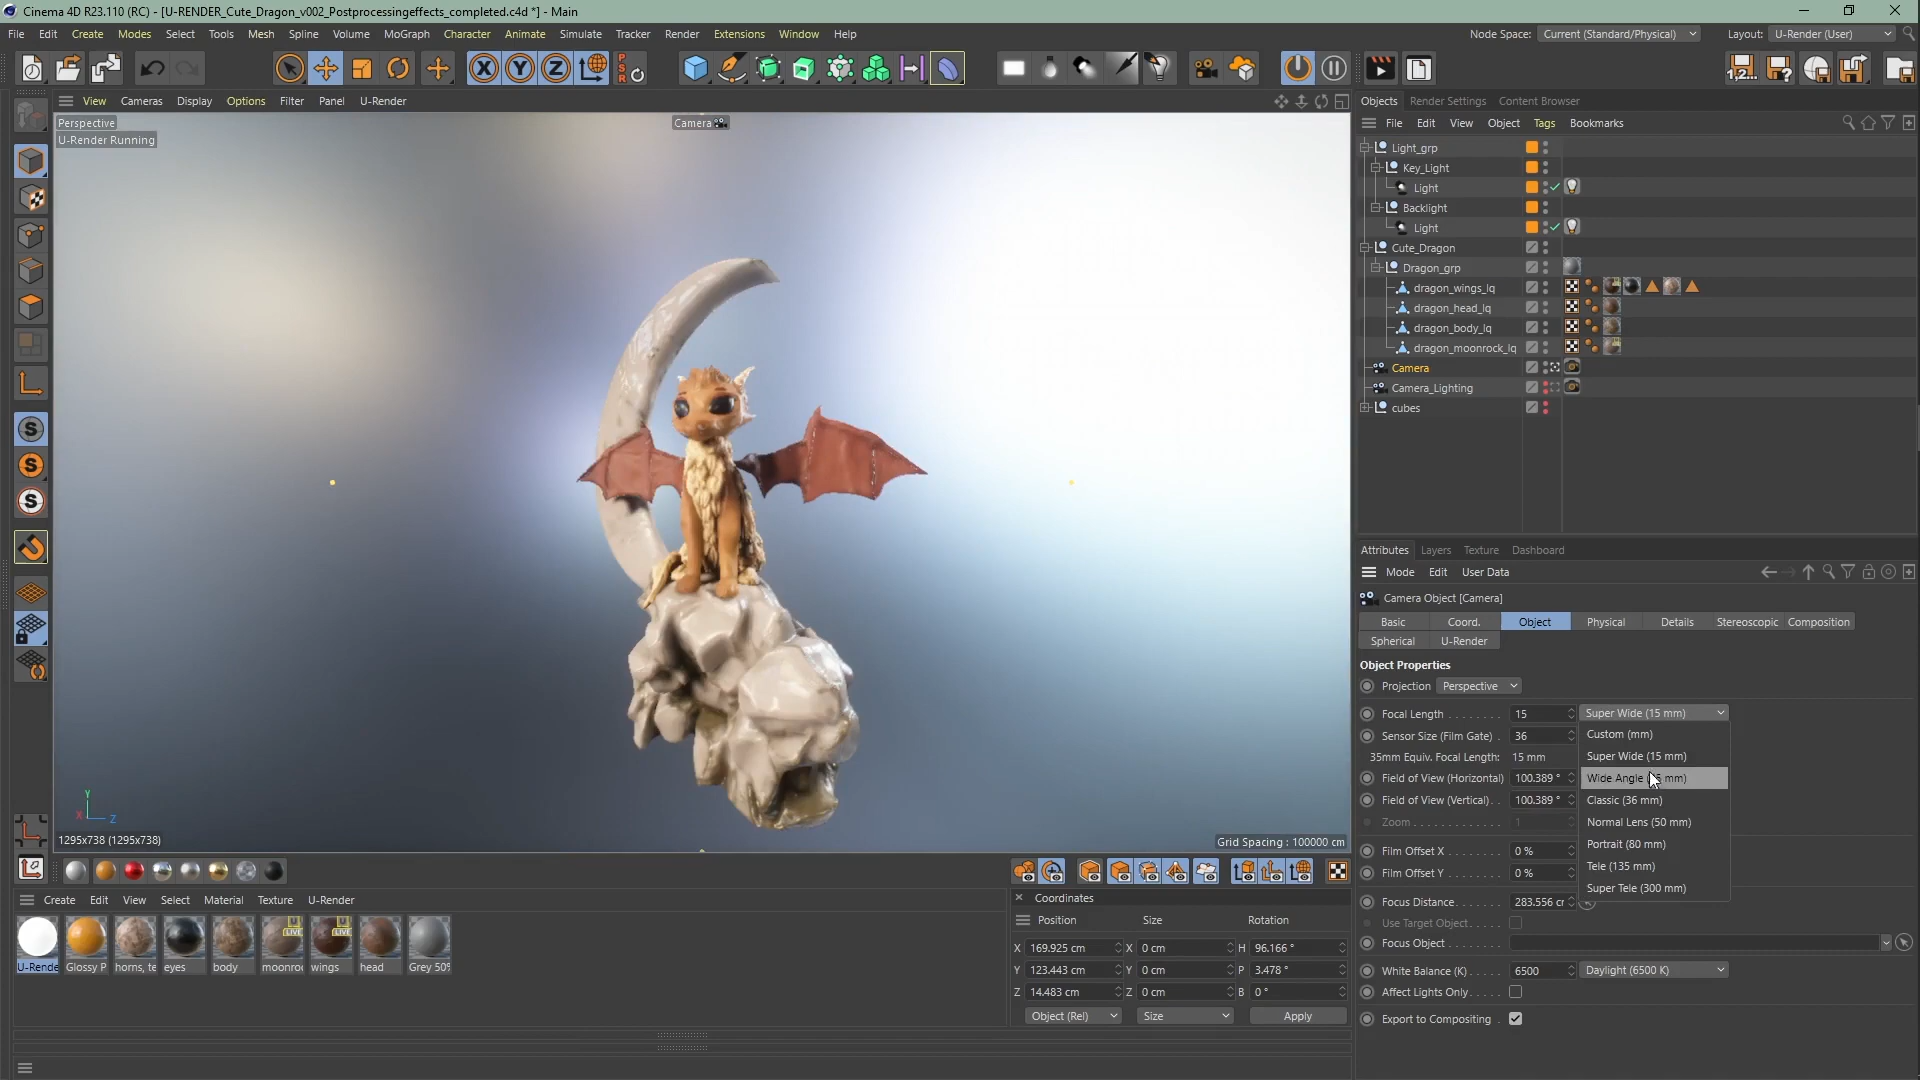 Cinema 4D R23.110 (RC) - [U-RENDER_Cute_Dragon_v002_Postprocessingeffects_completed.c4d *] - Main
File Edit Create Modes Select Tools Mesh Spline Volume MoGraph Character Animate Simulate Tracker Render Extensions Window Help
Node Space: Current (Standard/Physical) Layout: U-Render (User)
View Cameras Display Options Filter Panel U-Render
Perspective
Camera
U-Render Running
1295x738 (1295x738)
Grid Spacing : 100000 cm
Objects Render Settings Content Browser
File Edit View Object Tags Bookmarks
Light_grp
Key_Light
Light
Backlight
Light
Cute_Dragon
Dragon_grp
dragon_wings_lq
dragon_head_lq
dragon_body_lq
dragon_moonrock_lq
Camera
Camera_Lighting
cubes
Attributes Layers Texture Dashboard
Mode Edit User Data
Camera Object [Camera]
Basic Coord. Object Physical Details Stereoscopic Composition
Spherical U-Render
Object Properties
Projection Perspective
Focal Length 15 Super Wide (15 mm)
Sensor Size (Film Gate) 36
35mm Equiv. Focal Length: 15 mm
Field of View (Horizontal) 100.389 °
Field of View (Vertical) 100.389 °
Zoom 1
Film Offset X 0 %
Film Offset Y 0 %
Focus Distance 283.556 cr
Use Target Object
Focus Object
White Balance (K) 6500 Daylight (6500 K)
Affect Lights Only
Export to Compositing
Custom (mm)
Super Wide (15 mm)
Wide Angle mm)
Classic (36 mm)
Normal Lens (50 mm)
Portrait (80 mm)
Tele (135 mm)
Super Tele (300 mm)
Create Edit View Select Material Texture U-Render
U-Rende Glossy P horns, te eyes body moonroc wings head Grey 50%
Coordinates
Position Size Rotation
X 169.925 cm X 0 cm H 96.166 °
Y 123.443 cm Y 0 cm P 3.478 °
Z 14.483 cm Z 0 cm B 0 °
Object (Rel) Size Apply